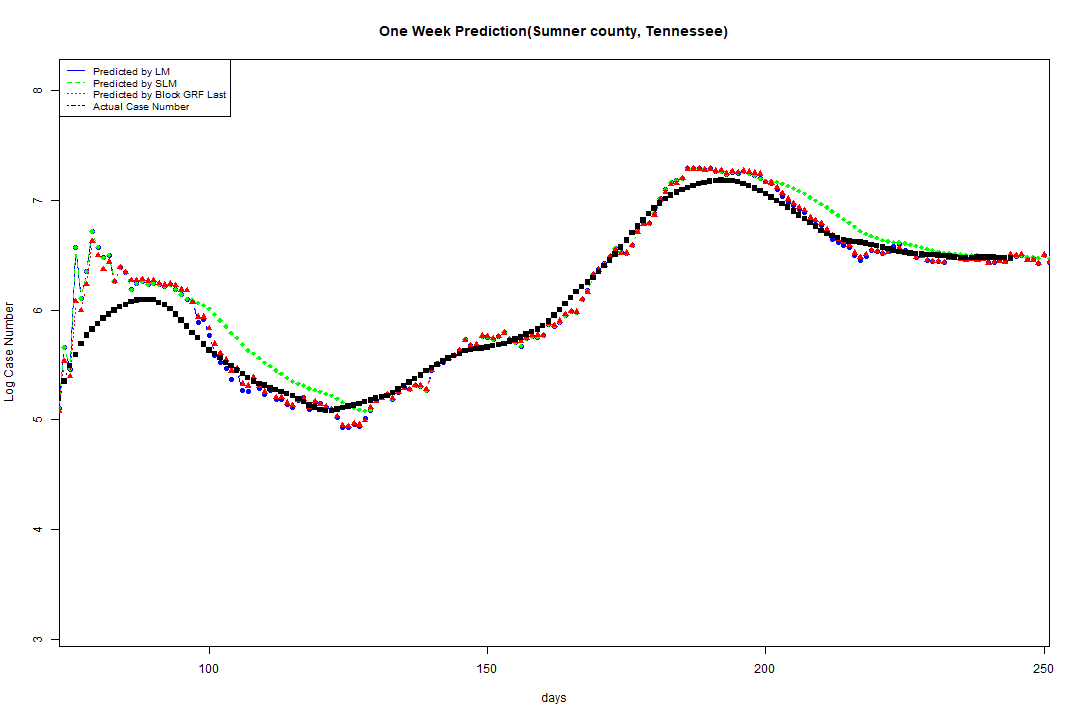 One Week Prediction(Sumner county, Tennessee)
Predicted by LM
Predicted by SLM
Predicted by Block GRF Last
Actual Case Number
Log Case Number
8
7
6
5
4
3
100 150 200 250
days